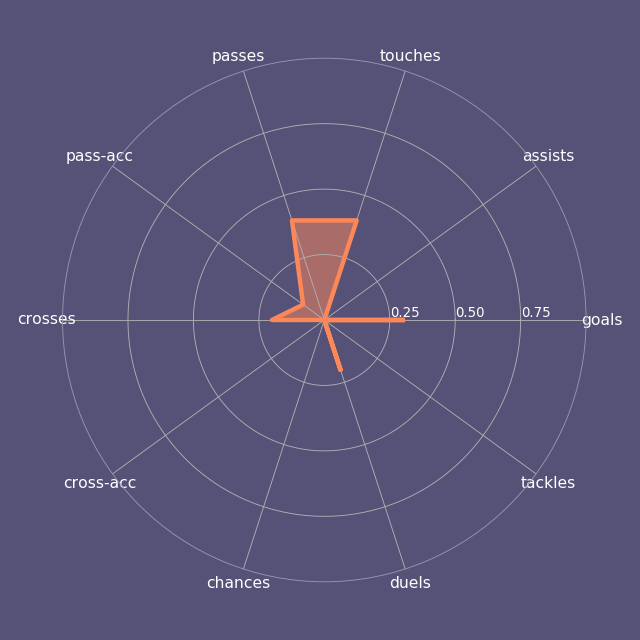 passes
touches
pass-acc
assists
crosses
0.25
0.50
0.75
goals
cross-acc
tackles
chances
duels